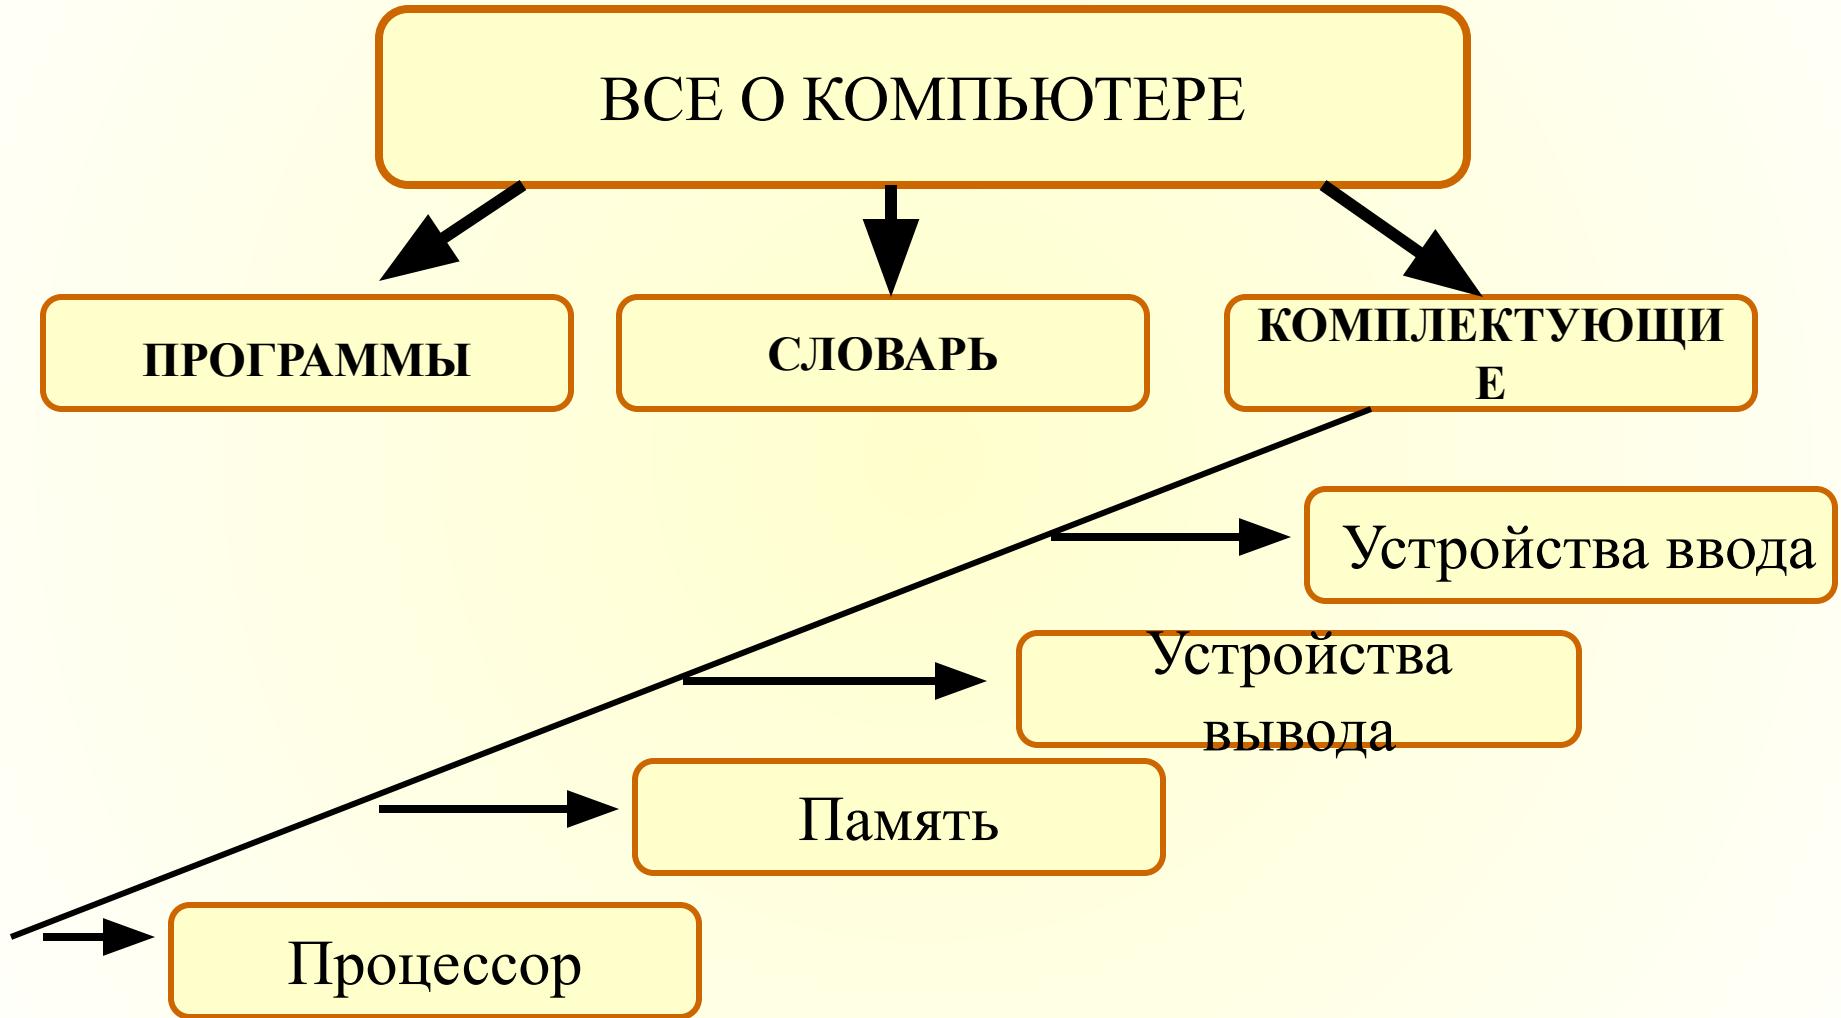 ВСЕ О КОМПЬЮТЕРЕ
ПРОГРАММЫ
СЛОВАРЬ
КОМПЛЕКТУЮЩИ
Е
Устройства ввода
Устройства
вывода
Память
Процессор